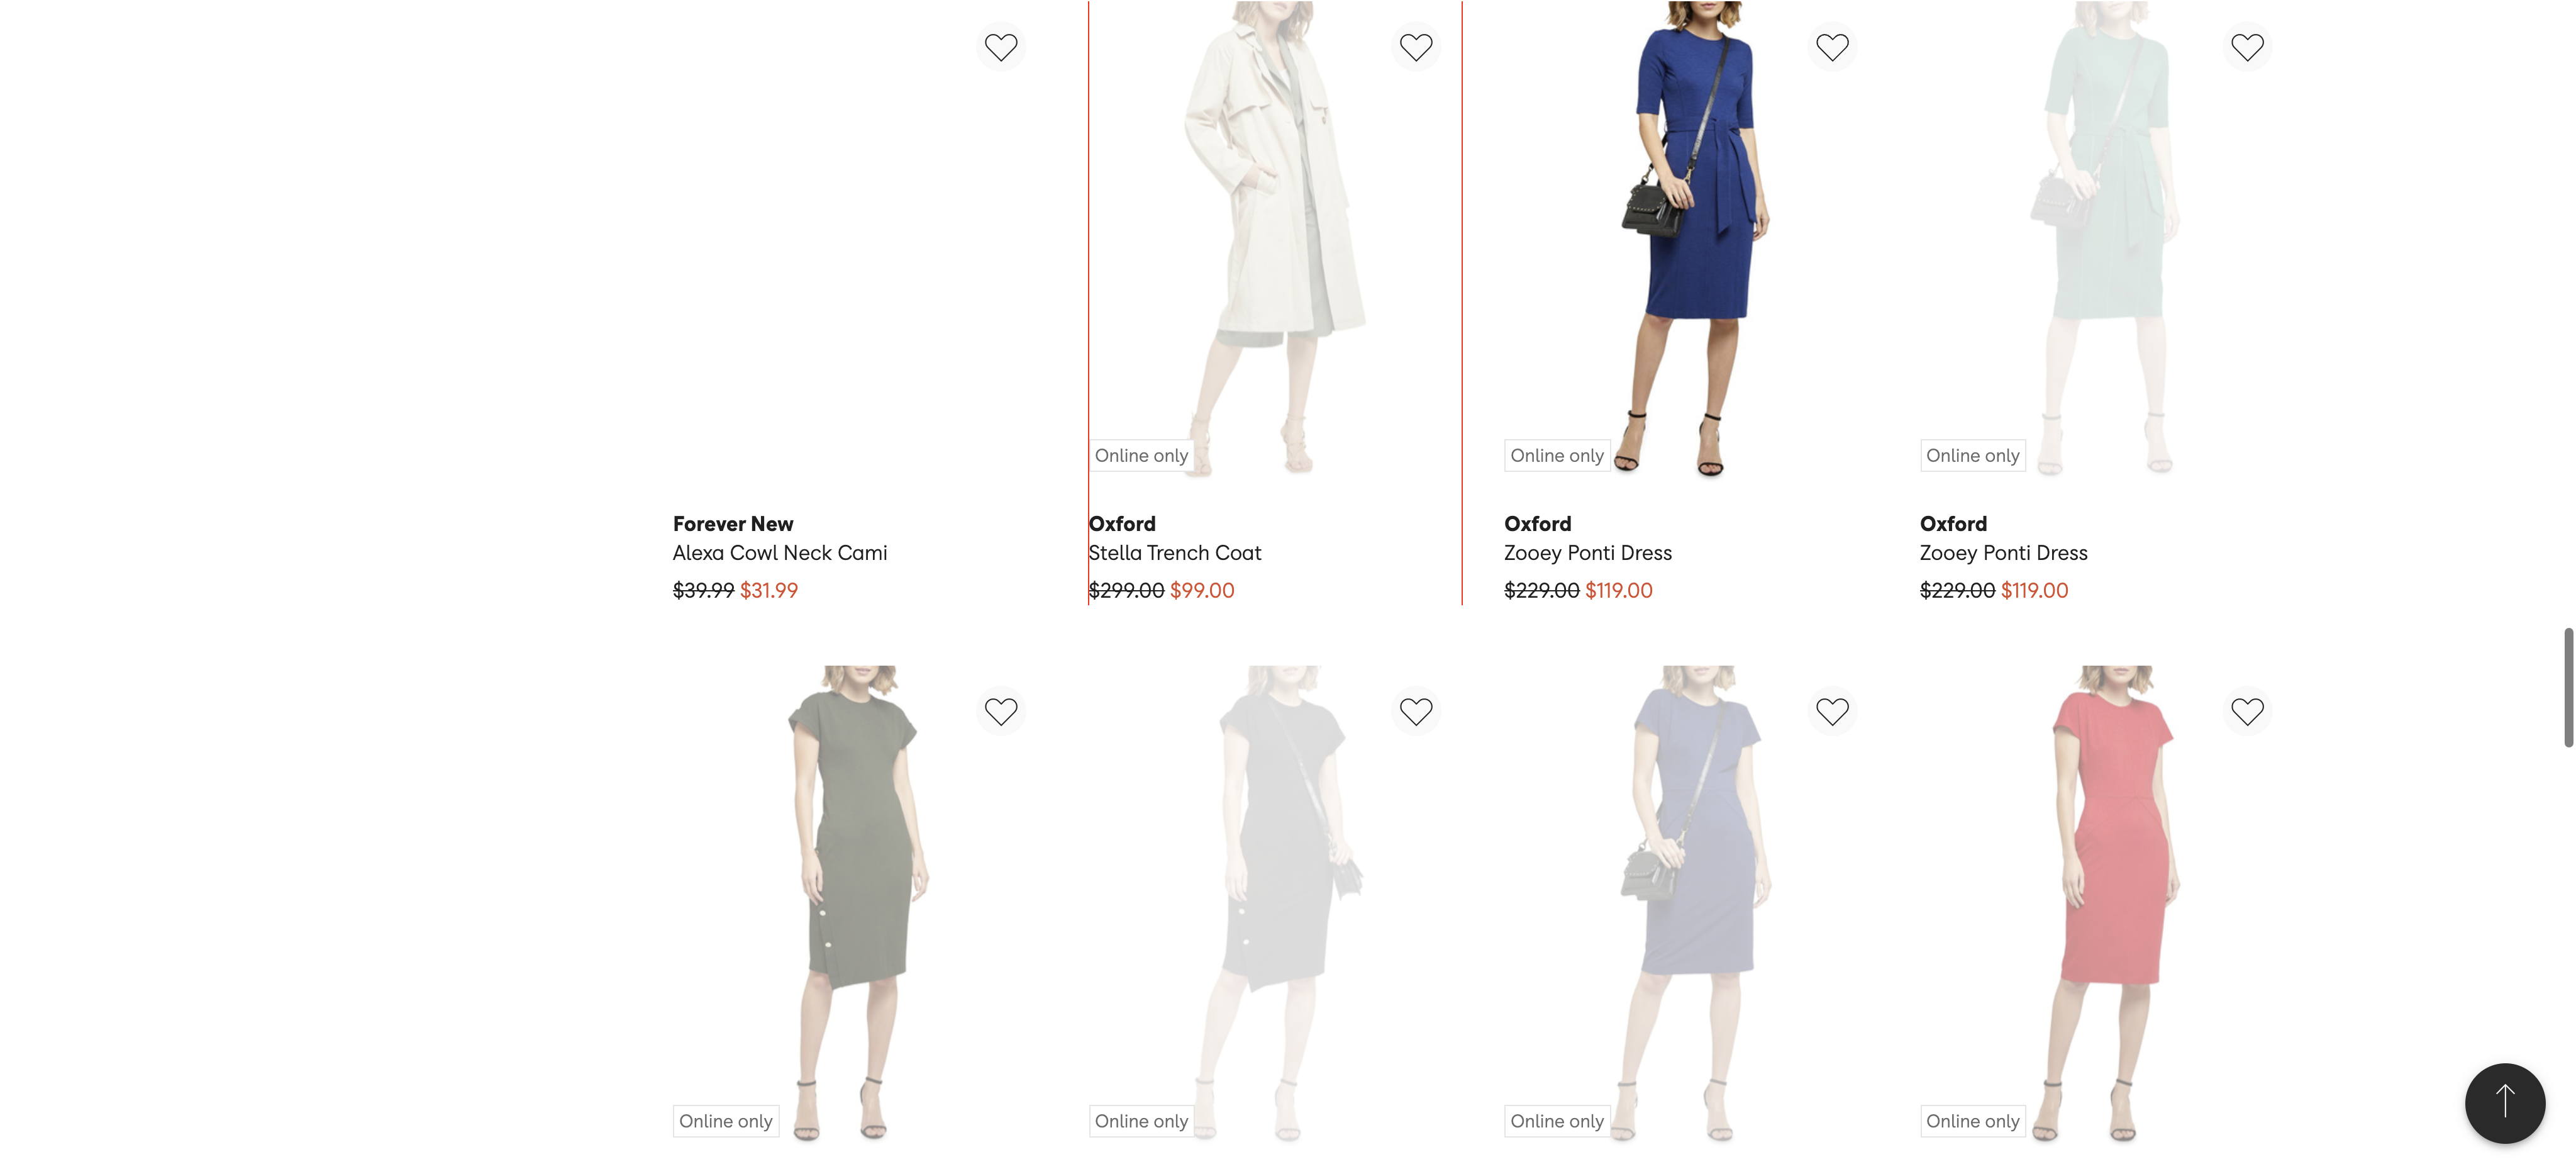 Online only
Online only
Online only
Forever New
Alexa Cowl Neck Cami
$39.99 $31.99
Oxford
Stella Trench Coat
$299.00 $99.00
Oxford
Zooey Ponti Dress
$229.00 $119.00
Oxford
Zooey Ponti Dress
$229.00 $119.00
Online only
Online only
Online only
Online only